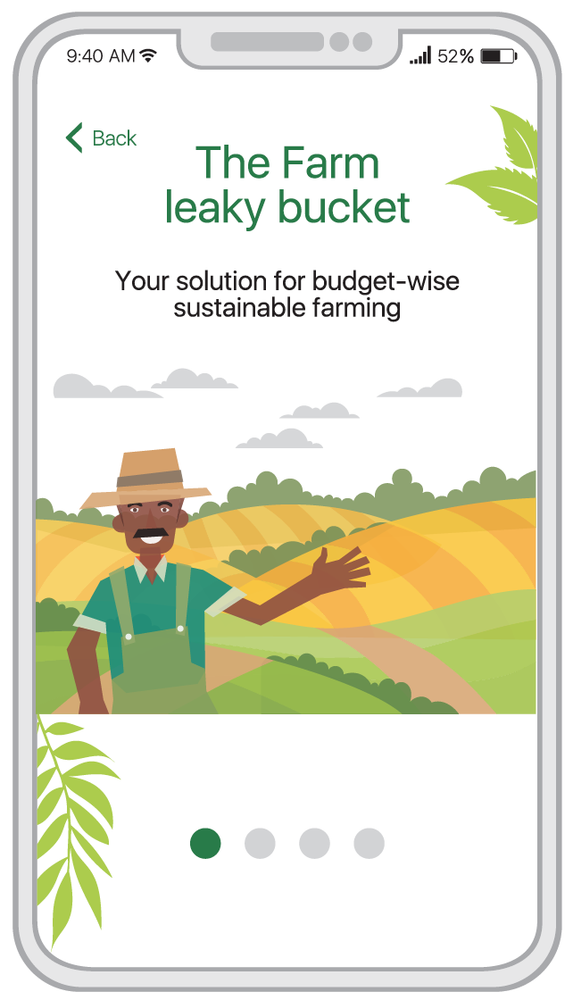 9:40 AM 52%
Back
The Farm
leaky bucket
Your solution for budget-wise
sustainable farming